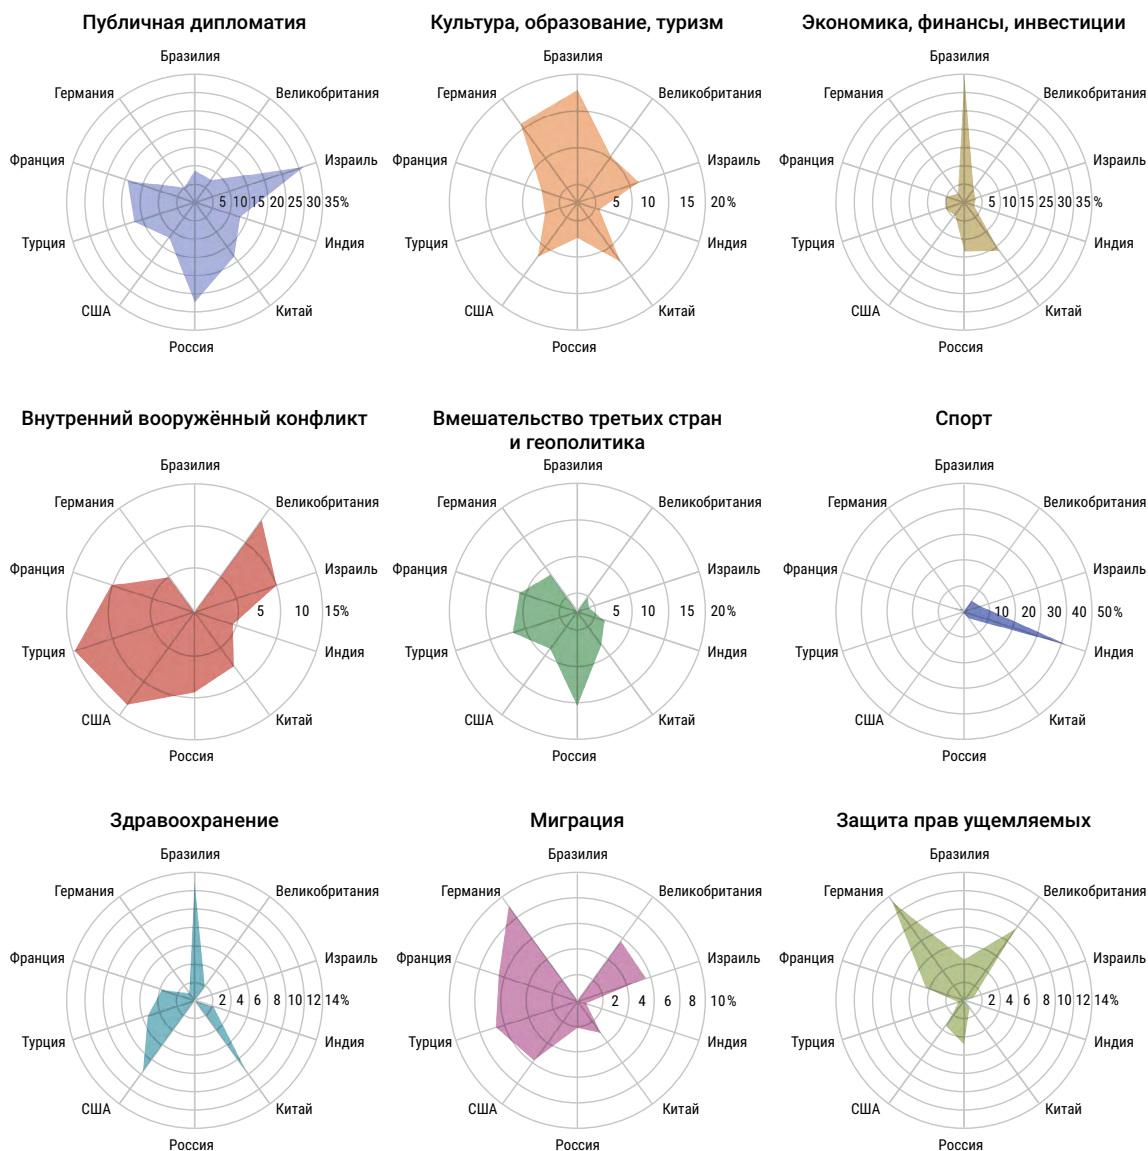 Публичная дипломатия
Бразилия
Германия
Великобритания
Франция
Израиль
5 10 15 20 25 30 35%
Турция
Индия
США
Китай
Россия
Культура, образование, туризм
Бразилия
Германия
Великобритания
Франция
Израиль
5 10 15 20%
Турция
Индия
США
Китай
Россия
Экономика, финансы, инвестиции
Бразилия
Германия
Великобритания
Франция
Израиль
5 10 15 20 25 30 35%
Турция
Индия
США
Китай
Россия
Внутренний вооружённый конфликт
Бразилия
Германия
Великобритания
Франция
Израиль
5 10 15%
Турция
Индия
США
Китай
Россия
Вмешательство третьих стран
и геополитика
Бразилия
Германия
Великобритания
Франция
Израиль
5 10 15 20%
Турция
Индия
США
Китай
Россия
Спорт
Бразилия
Германия
Великобритания
Франция
Израиль
10 20 30 40 50%
Турция
Индия
США
Китай
Россия
Здравоохранение
Бразилия
Германия
Великобритания
Франция
Израиль
2 4 6 8 10 12 14%
Турция
Индия
США
Китай
Россия
Миграция
Бразилия
Германия
Великобритания
Франция
Израиль
2 4 6 8 10%
Турция
Индия
США
Китай
Россия
Защита прав ущемляемых
Бразилия
Германия
Великобритания
Франция
Израиль
2 4 6 8 10 12 14%
Турция
Индия
США
Китай
Россия